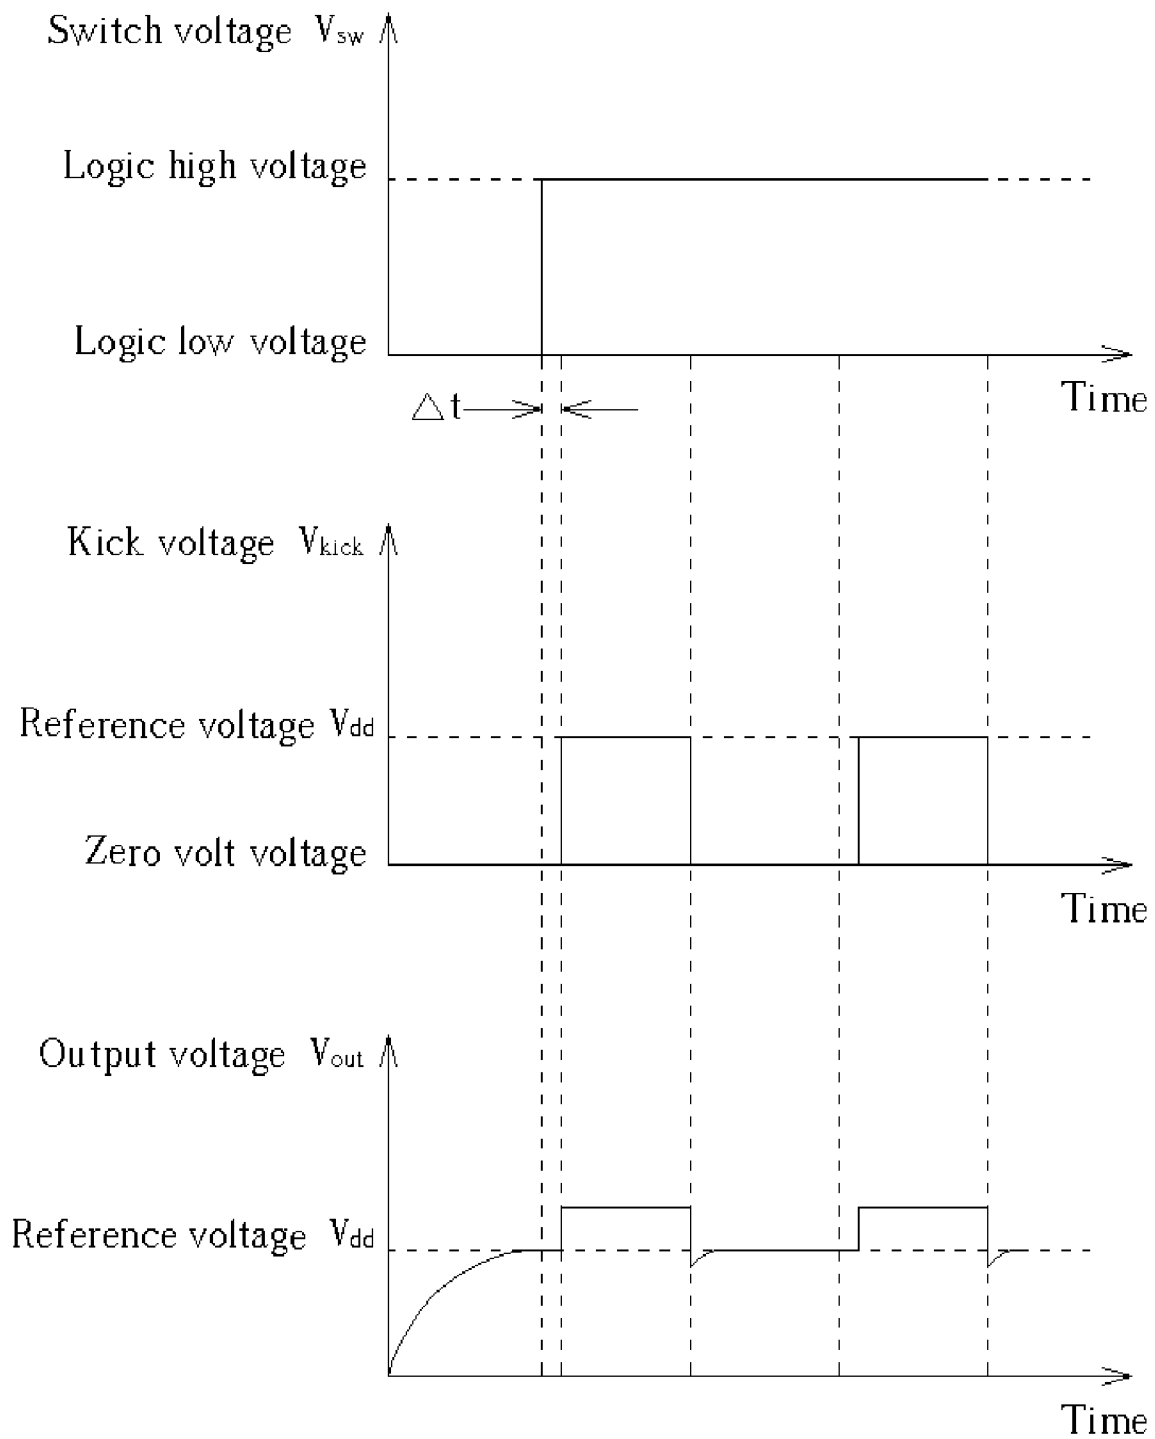 Switch voltage Vsw
Logic high voltage
Logic low voltage
Time
△t
Kick voltage Vkick
Reference voltage Vdd
Zero volt voltage
Time
Output voltage Vout
Reference voltage Vdd
Time